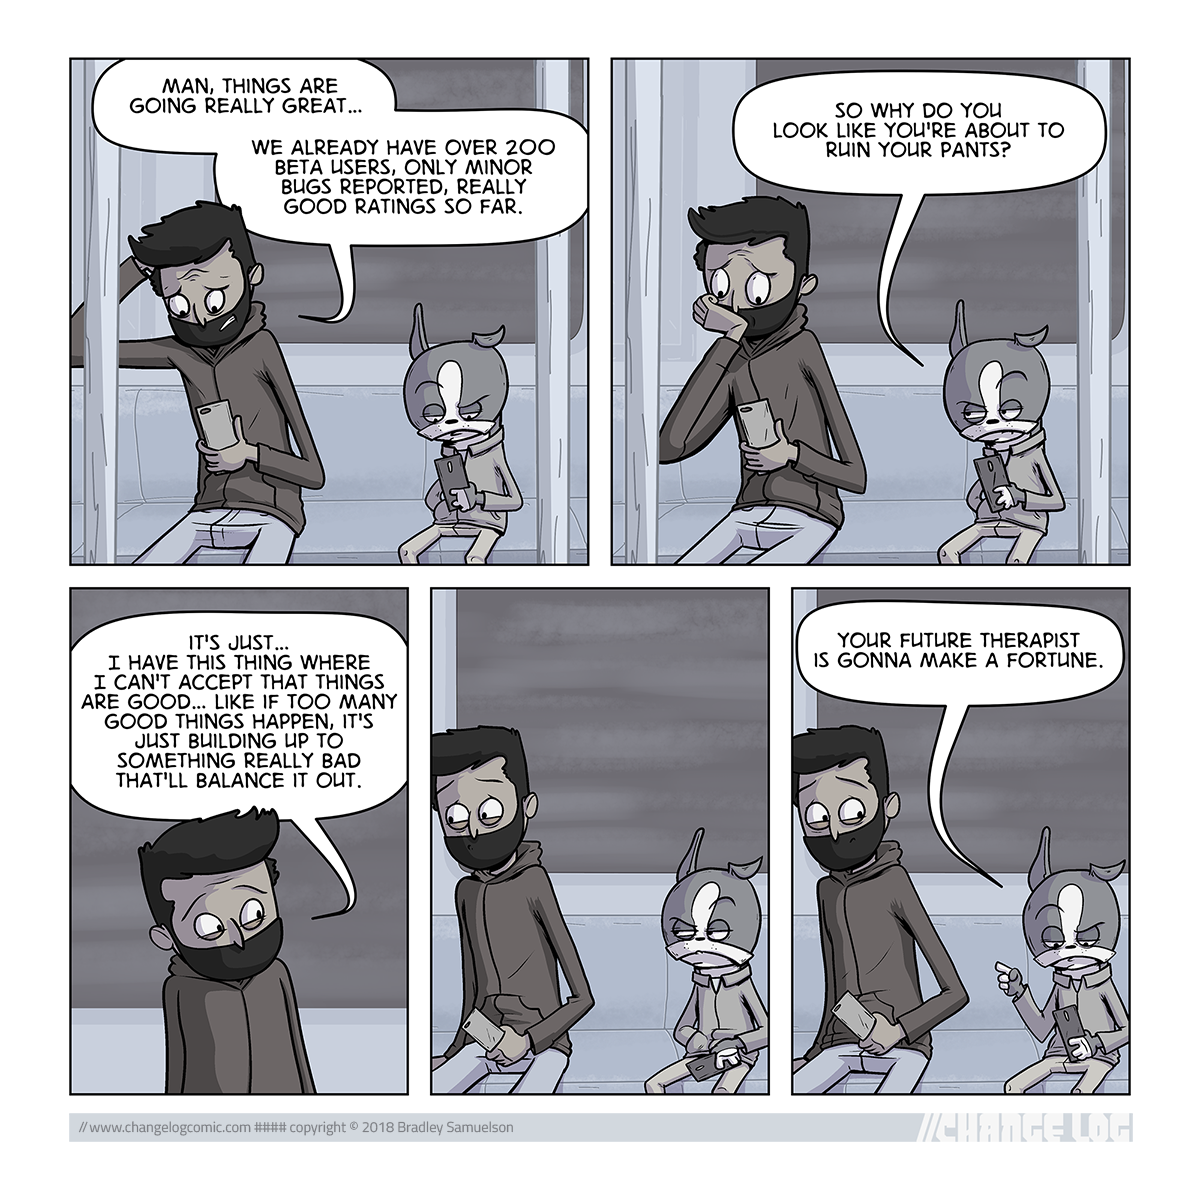 MAN, THINGS ARE
GOING REALLY GREAT...
WE ALREADY HAVE OVER 200
BETA USERS, ONLY MINOR
BUGS REPORTED, REALLY
GOOD RATINGS SO FAR.
SO WHY DO YOU
LOOK LIKE YOU'RE ABOUT TO
RUIN YOUR PANTS?
IT'S JUST...
I HAVE THIS THING WHERE
I CAN'T ACCEPT THAT THINGS
ARE GOOD... LIKE IF TOO MANY
GOOD THINGS HAPPEN, IT'S
JUST BUILDING UP TO
SOMETHING REALLY BAD
THAT'LL BALANCE IT OUT.
YOUR FUTURE THERAPIST
IS GONNA MAKE A FORTUNE.
// www.changelogcomic.com #### copyright © 2018 Bradley Samuelson
//CHANGE LOG